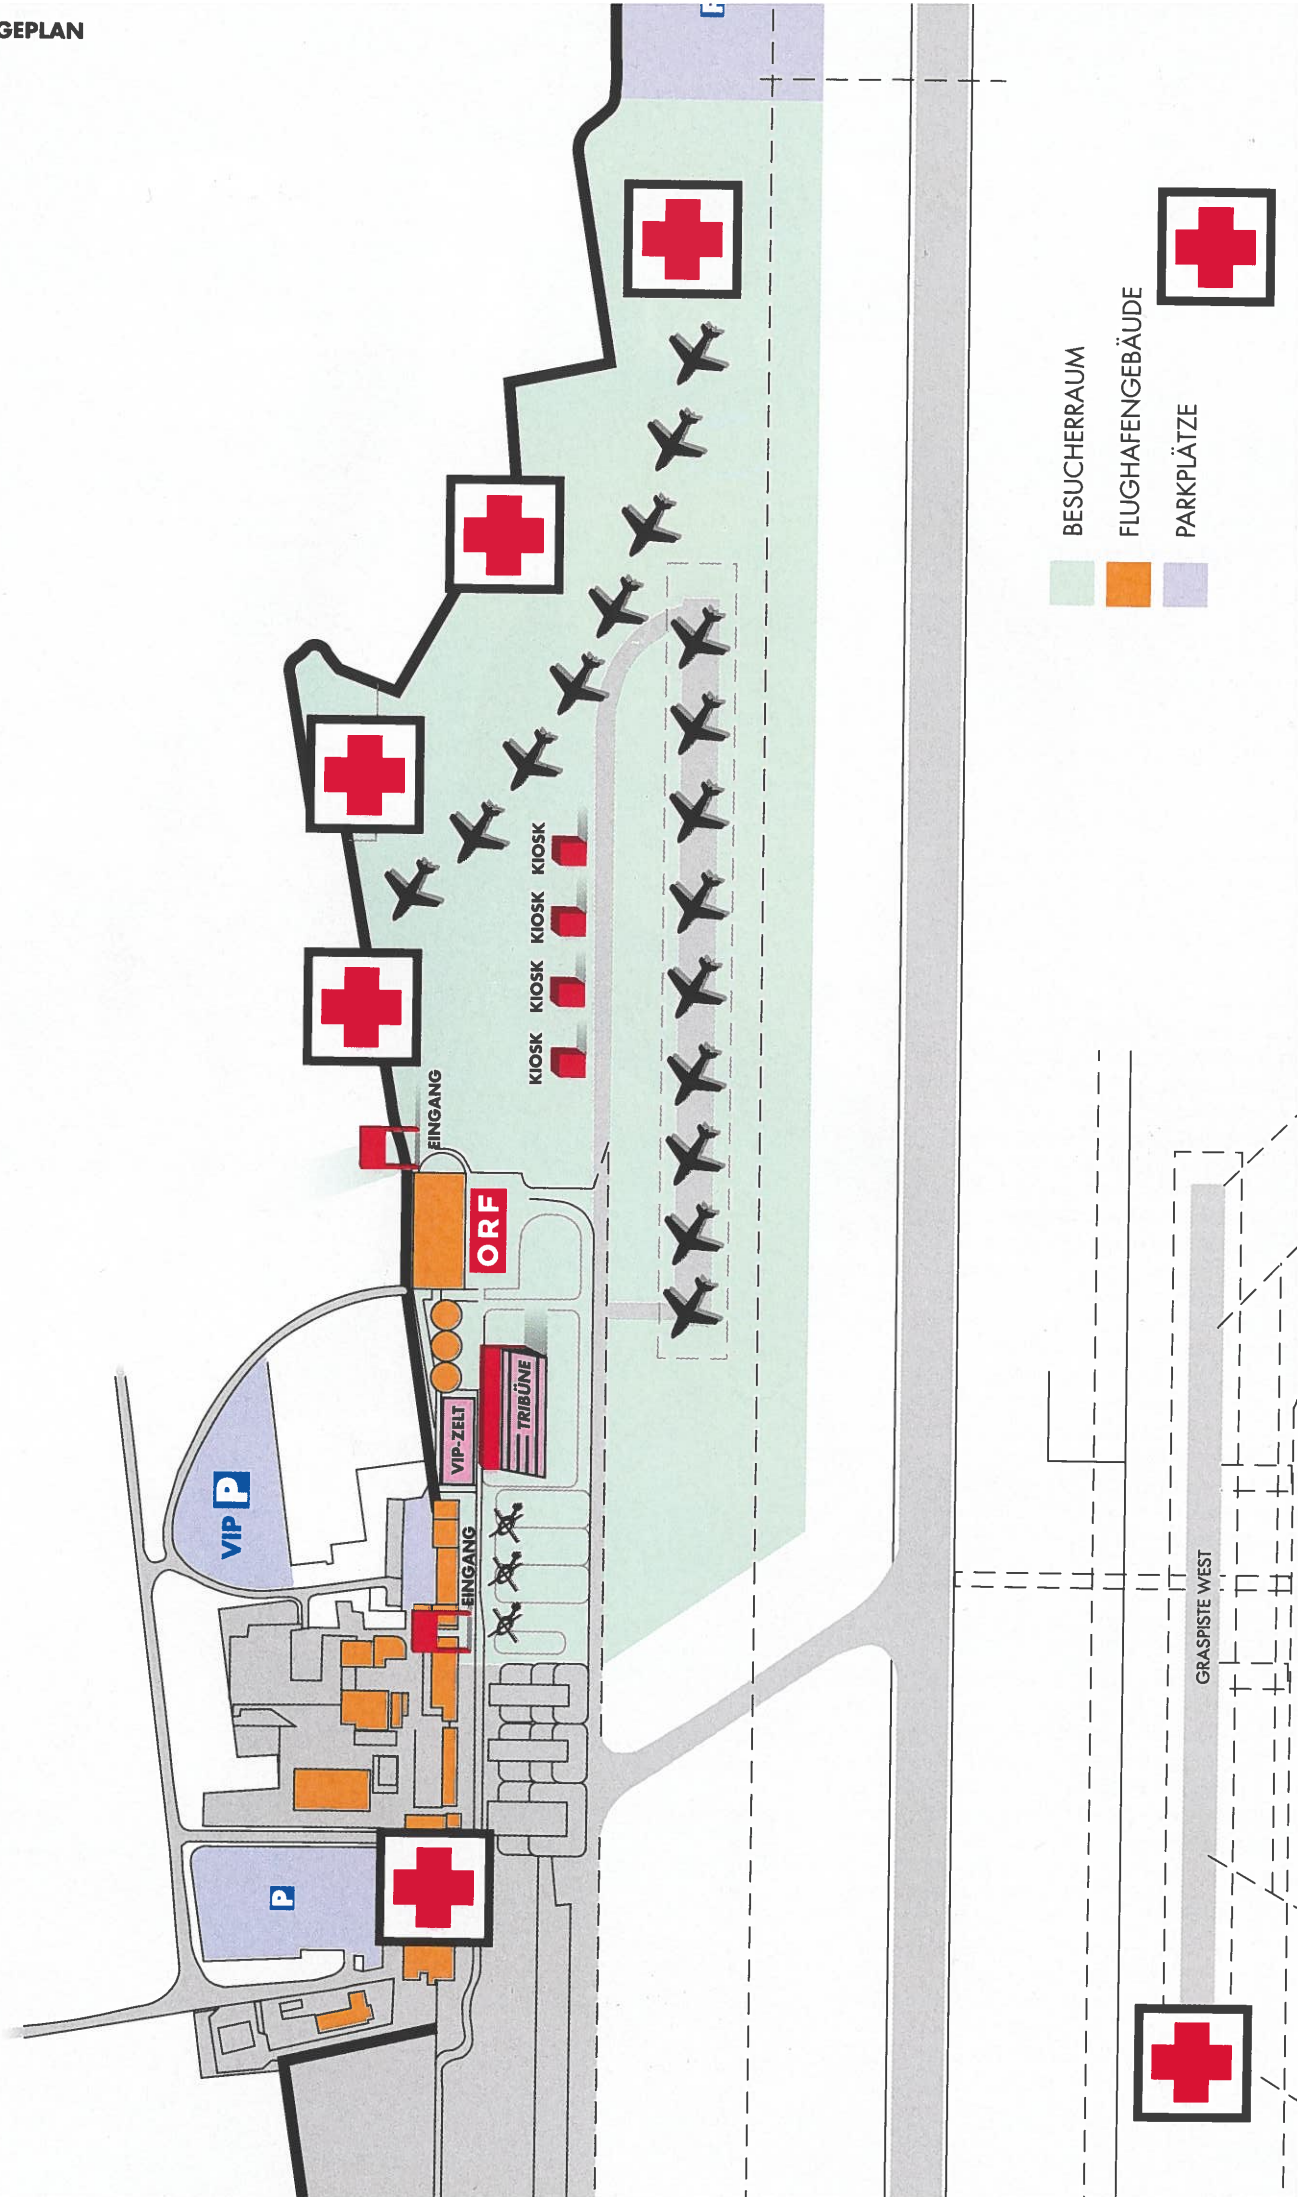 GEPLAN
P
BESUCHERRAUM
FLUGHAFENGEBÄUDE
PARKPLÄTZE
KIOSK
KIOSK
KIOSK
KIOSK
EINGANG
ORF
TRIBÜNE
VIP-ZELT
VIP P
EINGANG
GRASPISTE WEST
P